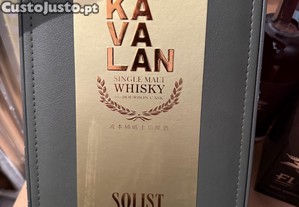 CustoJusto.pt
KA
VA
LAN
SINGLE MALT
WHISKY
SOLIST